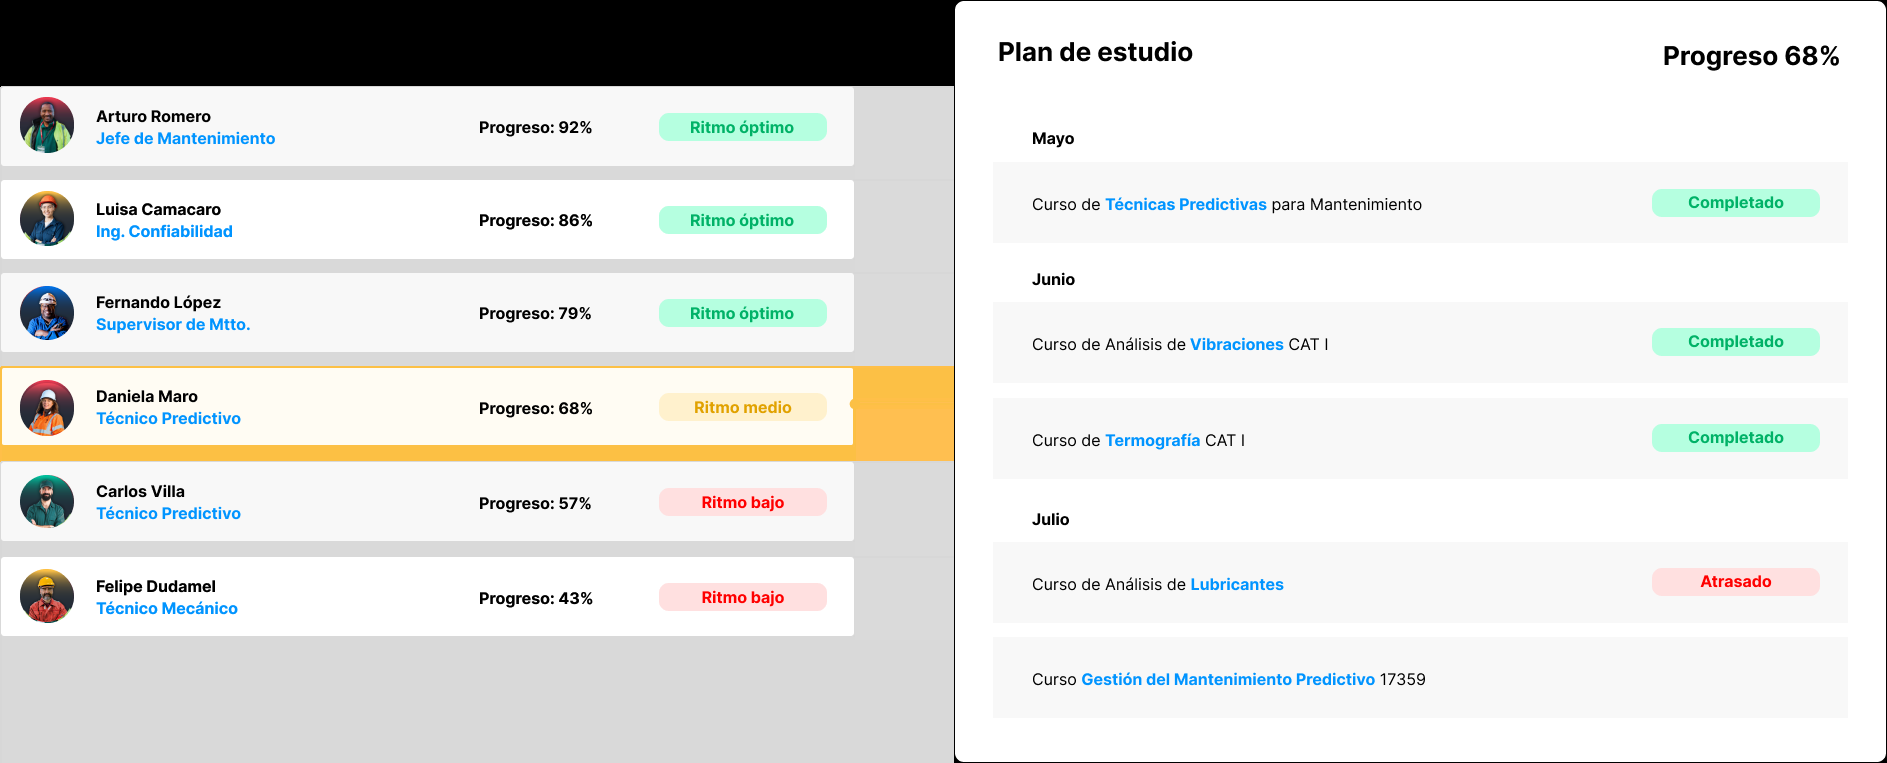 Arturo Romero
Jefe de Mantenimiento
Progreso: 92%
Ritmo óptimo
Luisa Camacaro
Ing. Confiabilidad
Progreso: 86%
Ritmo óptimo
Fernando López
Supervisor de Mtto.
Progreso: 79%
Ritmo óptimo
Daniela Maro
Técnico Predictivo
Progreso: 68%
Ritmo medio
Carlos Villa
Técnico Predictivo
Progreso: 57%
Ritmo bajo
Felipe Dudamel
Técnico Mecánico
Progreso: 43%
Ritmo bajo
Plan de estudio
Progreso 68%
Mayo
Curso de Técnicas Predictivas para Mantenimiento
Completado
Junio
Curso de Análisis de Vibraciones CAT I
Completado
Curso de Termografía CAT I
Completado
Julio
Curso de Análisis de Lubricantes
Atrasado
Curso Gestión del Mantenimiento Predictivo 17359